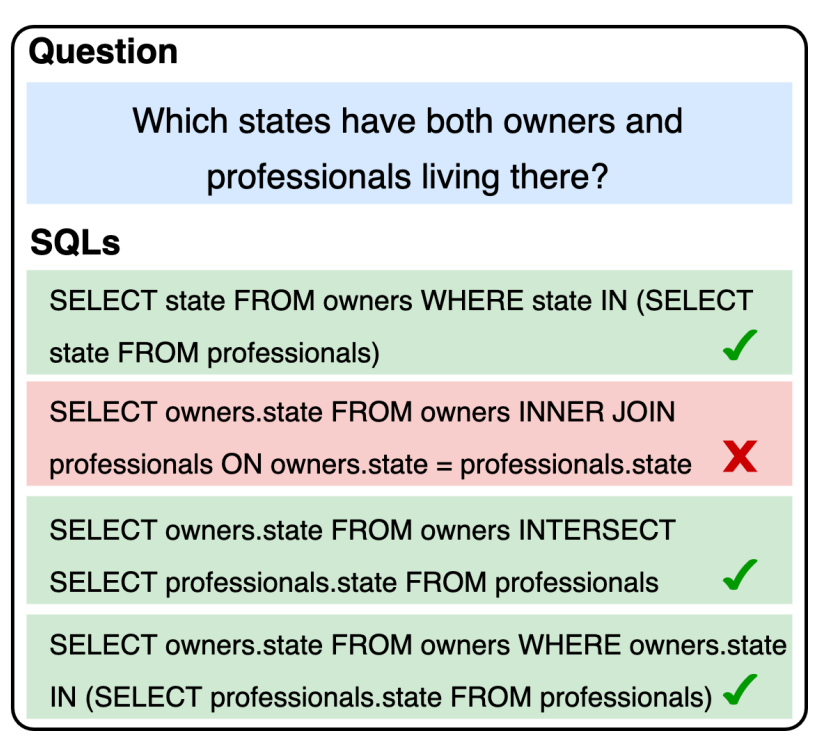 Question
Which states have both owners and
professionals living there?
SQLs
SELECT state FROM owners WHERE state IN (SELECT
state FROM professionals)
SELECT owners.state FROM owners INNER JOIN
professionals ON owners.state = professionals.state
SELECT owners.state FROM owners INTERSECT
SELECT professionals.state FROM professionals
SELECT owners.state FROM owners WHERE owners.state
IN (SELECT professionals.state FROM professionals)